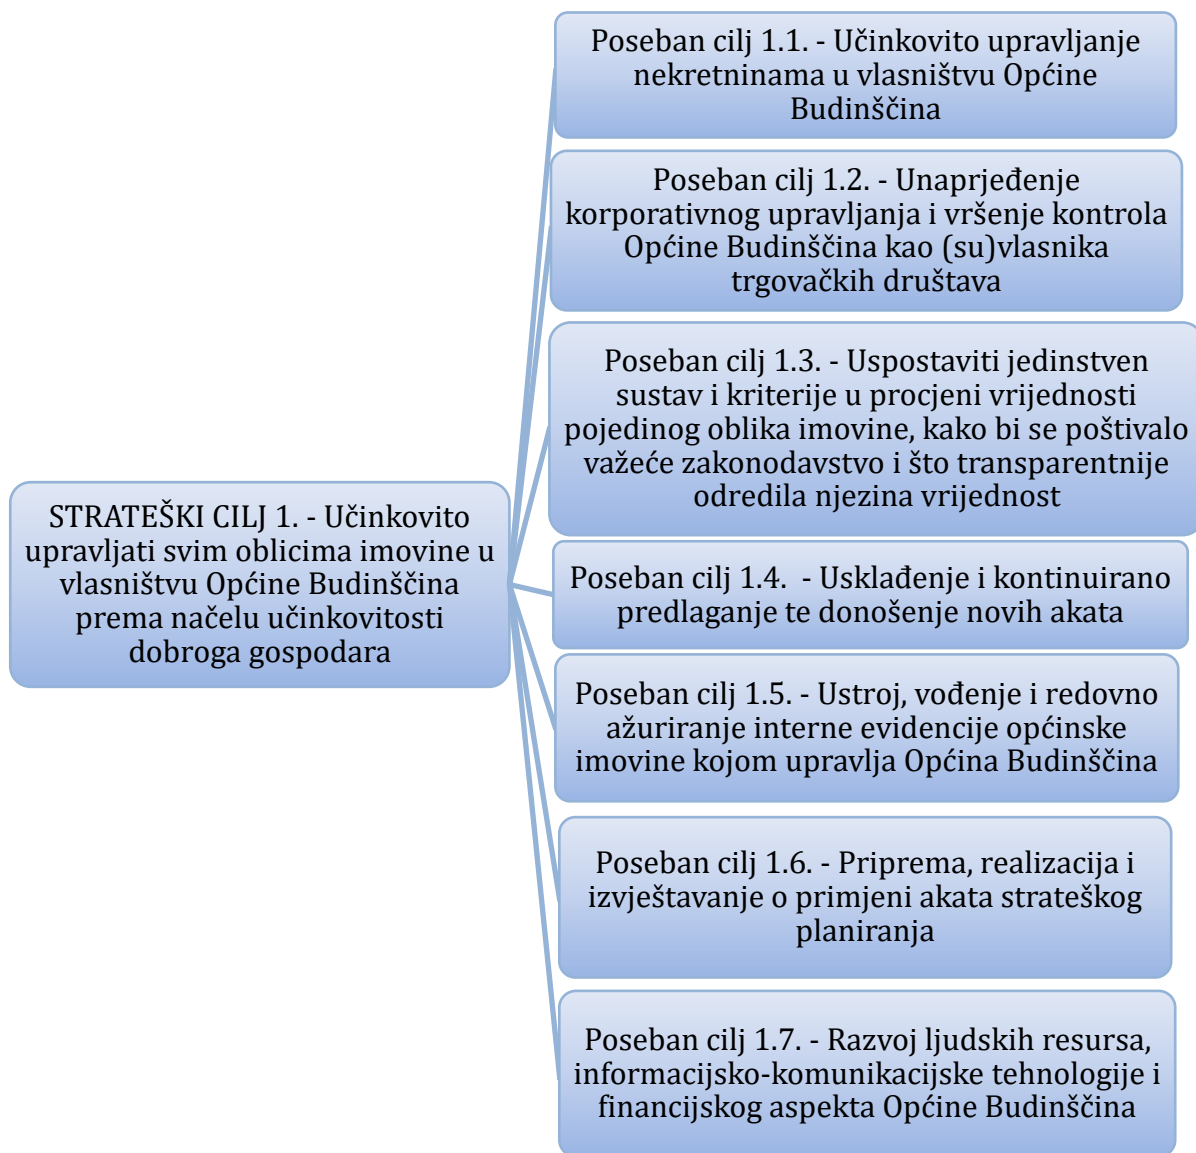 STRATEŠKI CILJ 1. - Učinkovito
upravljati svim oblicima imovine u
vlasništvu Općine Budinščina
prema načelu učinkovitosti
dobroga gospodara
Poseban cilj 1.1. - Učinkovito upravljanje
nekretninama u vlasništvu Općine
Budinščina
Poseban cilj 1.2. - Unaprjeđenje
korporativnog upravljanja i vršenje kontrola
Općine Budinščina kao (su)vlasnika
trgovačkih društava
Poseban cilj 1.3. - Uspostaviti jedinstven
sustav i kriterije u procjeni vrijednosti
pojedinog oblika imovine, kako bi se poštivalo
važeće zakonodavstvo i što transparentnije
odredila njezina vrijednost
Poseban cilj 1.4.  - Usklađenje i kontinuirano
predlaganje te donošenje novih akata
Poseban cilj 1.5. - Ustroj, vođenje i redovno
ažuriranje interne evidencije općinske
imovine kojom upravlja Općina Budinščina
Poseban cilj 1.6. - Priprema, realizacija i
izvještavanje o primjeni akata strateškog
planiranja
Poseban cilj 1.7. - Razvoj ljudskih resursa,
informacijsko-komunikacijske tehnologije i
financijskog aspekta Općine Budinščina